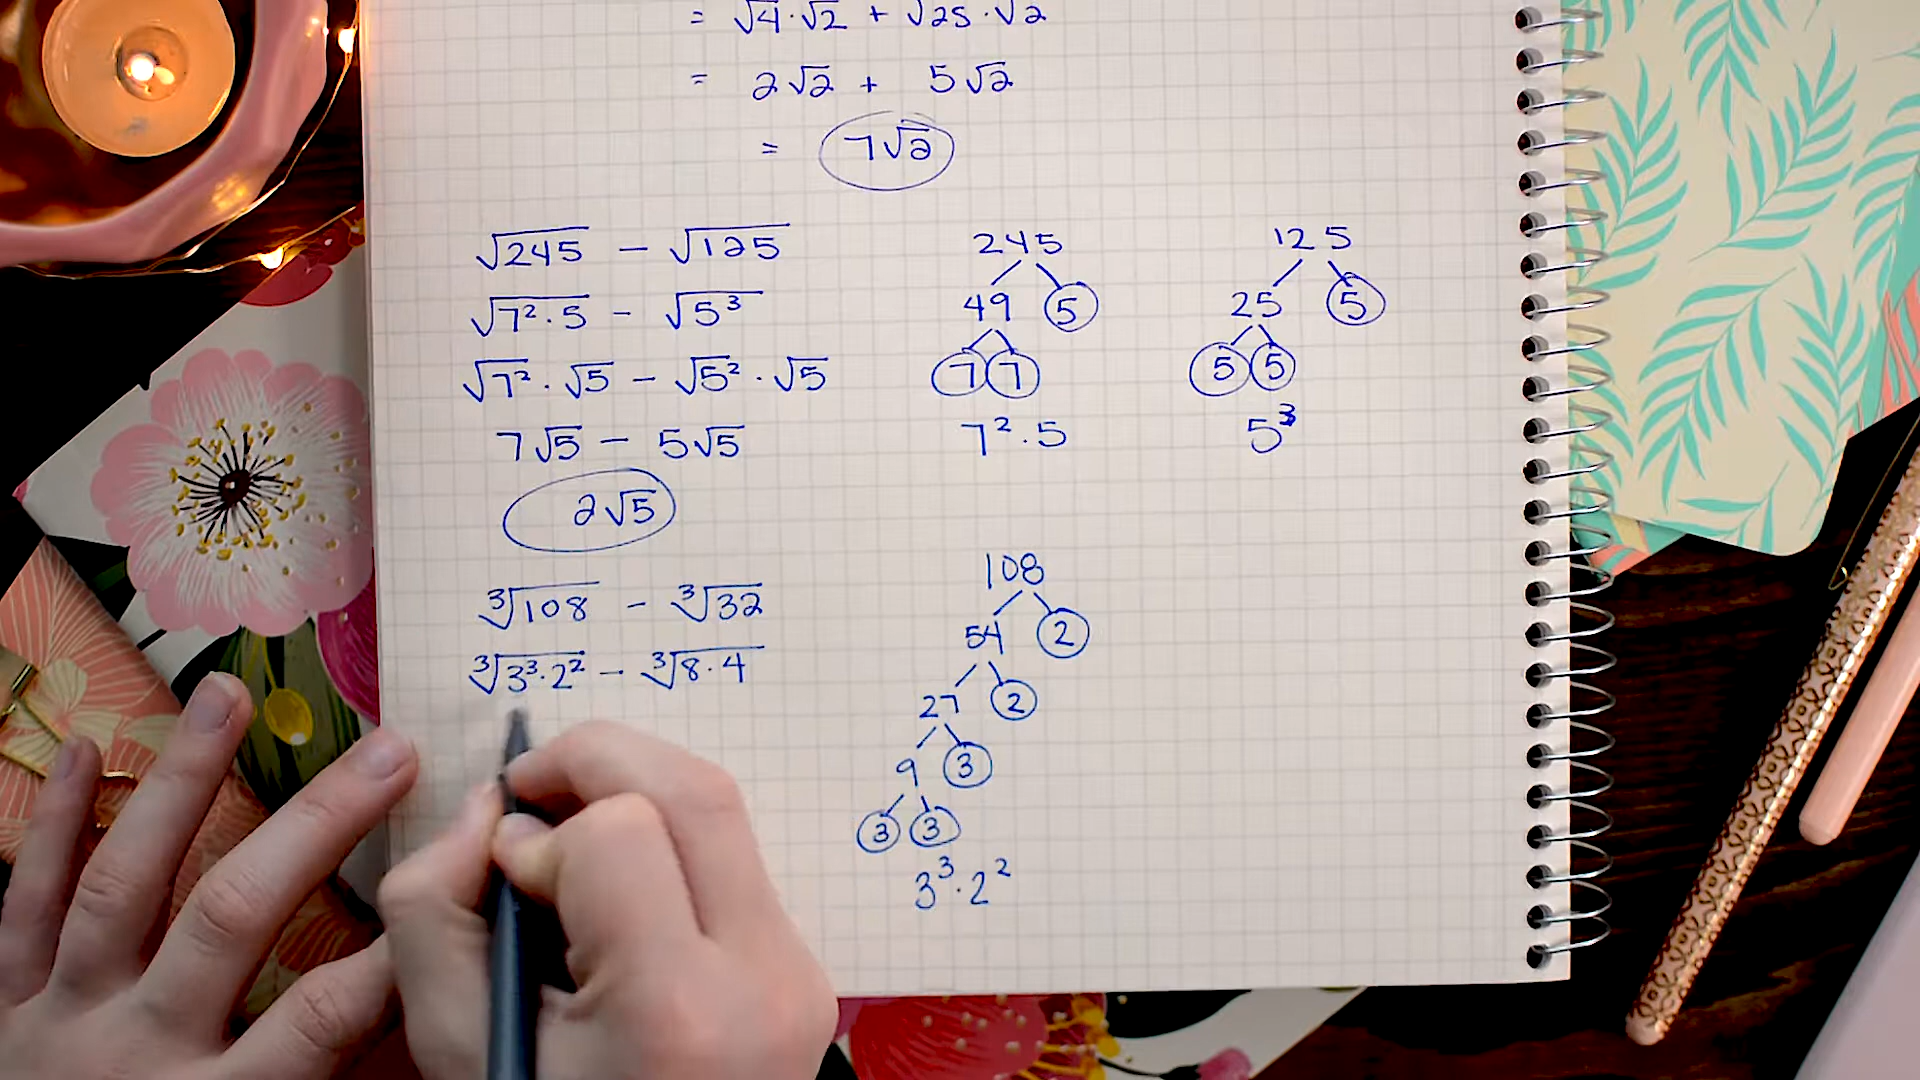 = √4·√2 + √25·√2
= 2√2 + 5√2
= 7√2
√245 − √125
√7²·5 − √5³
√7²·√5 − √5²·√5
7√5 − 5√5
2√5
245
49 5
7 7
7²·5
125
25 5
5 5
5³
∛108 − ∛32
∛3³·2² − ∛8·4
108
54 2
27 2
9 3
3 3
3³·2²